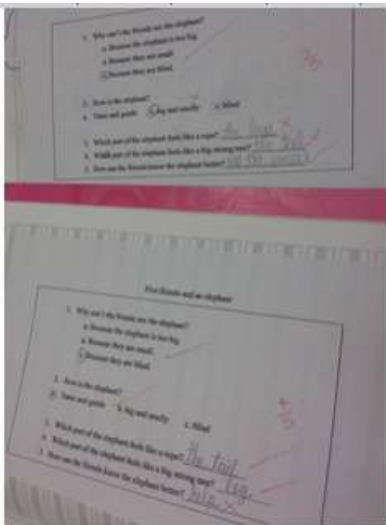 1. Why can't the friends see the elephant?
a. Because the elephant is too big.
b. Because they are small.
c. Because they are blind.
2. How is the elephant?
a. Tame and gentle b. big and smelly c. blind
3. Which part of the elephant feels like a rope? the
4. Which part of the elephant feels like a big strong tree? the
5. How can the friends know the elephant better?
Five friends and an elephant
1. Why can't the friends see the elephant?
a. Because the elephant is too big.
b. Because they are small.
c. Because they are blind.
2. How is the elephant?
a. Tame and gentle b. big and smelly c. blind
3. Which part of the elephant feels like a rope? the tail
4. Which part of the elephant feels like a big strong tree? leg
5. How can the friends know the elephant better?
4/5